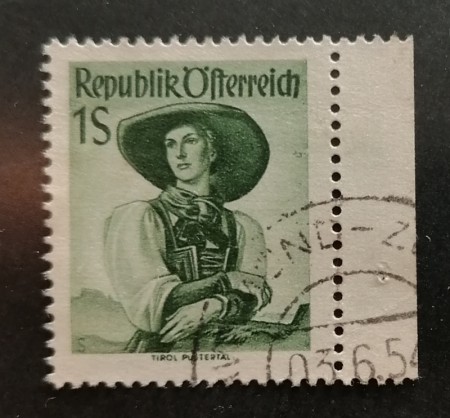 Republik Österreich
1S
S
TIROL PUSTERTAL
03.6.54